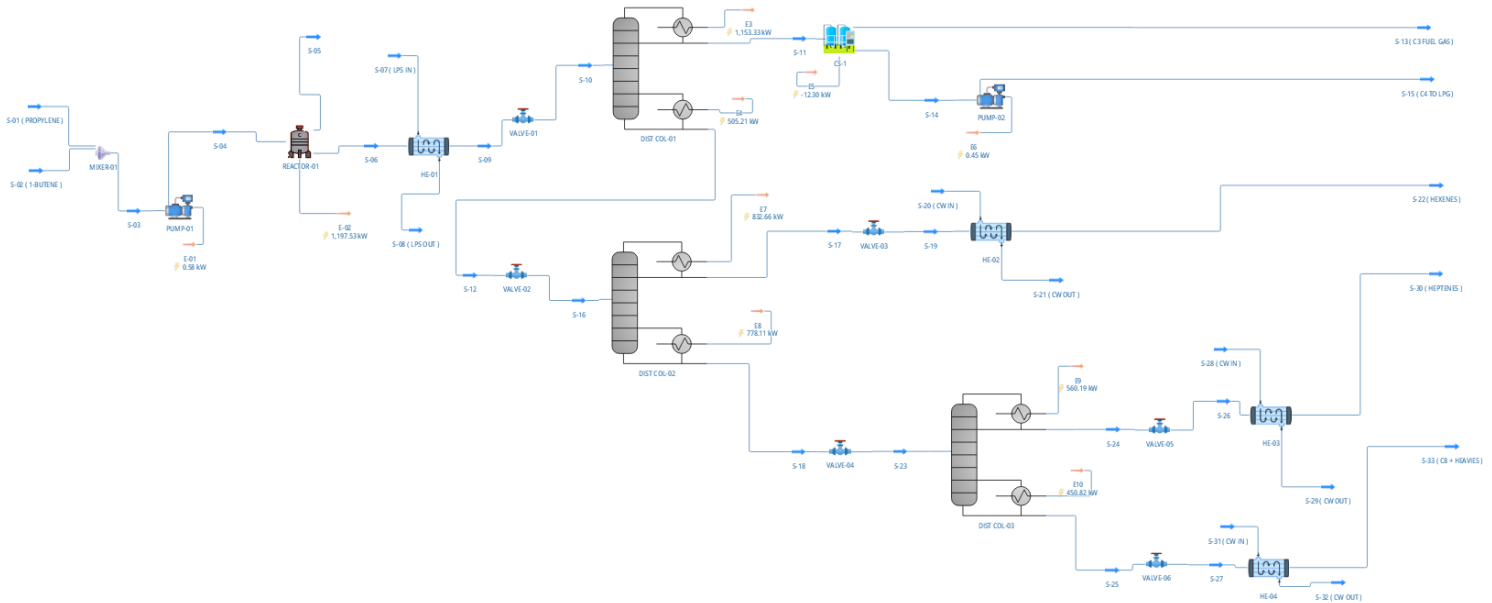 S-01 ( PROPYLENE )
S-02 ( 1-BUTENE )
MIXER-01
S-03
PUMP-01
E-01
0.58 kW
S-04
S-05
REACTOR-01
E-02
1,197.53 kW
S-06
S-07 ( LPS IN )
HE-01
S-08 ( LPS OUT )
S-09
VALVE-01
S-10
DIST COL-01
E3
1,153.33 kW
E4
505.21 kW
S-11
CS-1
E5
-12.30 kW
S-13 ( C3 FUEL GAS )
S-14
PUMP-02
E6
0.45 kW
S-15 ( C4 TO LPG )
S-12
VALVE-02
S-16
DIST COL-02
E7
832.66 kW
E8
778.11 kW
S-17
VALVE-03
S-19
S-20 ( CW IN )
HE-02
S-21 ( CW OUT )
S-22 ( HEXENES )
S-18
VALVE-04
S-23
DIST COL-03
E9
560.19 kW
E10
450.82 kW
S-24
VALVE-05
S-26
S-28 ( CW IN )
HE-03
S-29 ( CW OUT )
S-30 ( HEPTENES )
S-25
VALVE-06
S-27
S-31 ( CW IN )
HE-04
S-32 ( CW OUT )
S-33 ( C8 + HEAVIES )